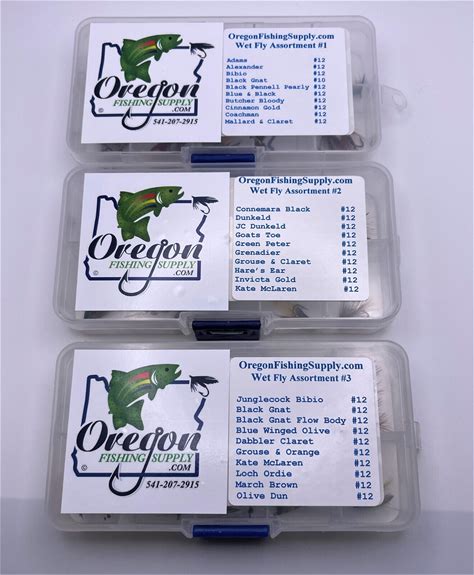 Oregon
FISHING SUPPLY
.COM
541-207-2915
OregonFishingSupply.com
Wet Fly Assortment #1
Adams #12
Alexander #12
Bibio #12
Black Gnat #10
Black Pennell Pearly #12
Blue & Black #12
Butcher Bloody #12
Cinnamon Gold #12
Coachman #12
Mallard & Claret #12
Oregon
FISHING SUPPLY
.COM
©
OregonFishingSupply.com
Wet Fly Assortment #2
Connemara Black #12
Dunkeld #12
JC Dunkeld #12
Goats Toe #12
Green Peter #12
Grenadier #12
Grouse & Claret #12
Hare's Ear #12
Invicta Gold #12
Kate McLaren #12
Oregon
FISHING SUPPLY
.COM
©
541-207-2915
OregonFishingSupply.com
Wet Fly Assortment #3
Junglecock Bibio #12
Black Gnat #12
Black Gnat Flow Body #12
Blue Winged Olive #12
Dabbler Claret #12
Grouse & Orange #12
Kate McLaren #12
Loch Ordie #12
March Brown #12
Olive Dun #12